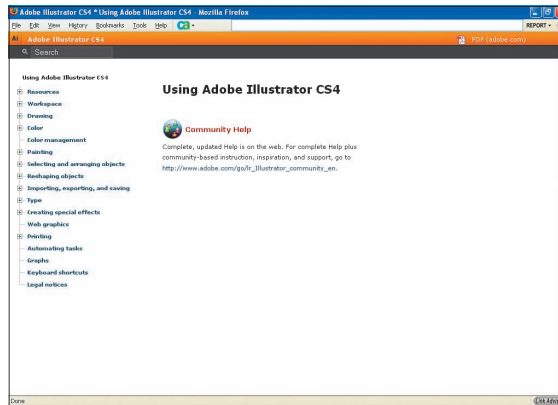 Adobe Illustrator CS4 * Using Adobe Illustrator CS4 - Mozilla Firefox
File Edit View History Bookmarks Tools Help
REPORT
Ai Adobe Illustrator CS4
PDF (adobe.com)
Search
Using Adobe Illustrator CS4
Resources
Workspace
Drawing
Color
Color management
Painting
Selecting and arranging objects
Reshaping objects
Importing, exporting, and saving
Type
Creating special effects
Web graphics
Printing
Automating tasks
Graphs
Keyboard shortcuts
Legal notices
Using Adobe Illustrator CS4
Community Help
Complete, updated Help is on the web. For complete Help plus
community-based instruction, inspiration, and support, go to
http://www.adobe.com/go/lr_Illustrator_community_en.
Done